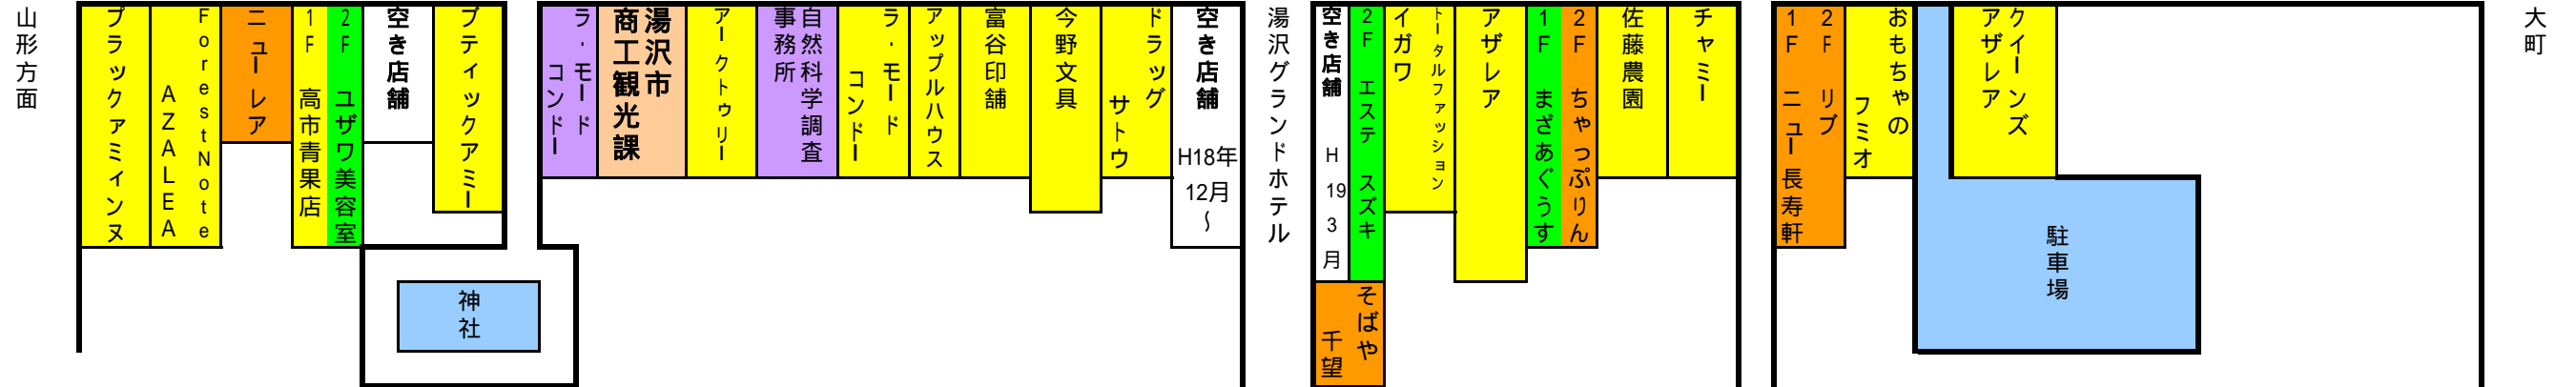 山形方面
ブラックァミィンヌ
ForestNote
AZALEA
ニューレア
1F 高市青果店
2F ユザワ美容室
空き店舗
ブティックアミー
神社
ラ・モード
コンドー
湯沢市
商工観光課
アークトゥリー
自然科学調査
事務所
ラ・モード
コンドー
アップルハウス
富谷印舗
今野文具
ドラッグ
サトウ
空き店舗
H18年
12月
~
湯沢グランドホテル
空き店舗 H 19 3 月
2F エステ スズキ
そばや
千望
トータルファッション
イガワ
アザレア
1F まざあぐうす
2F ちゃっぷりん
佐藤農園
チャミー
2F リブ
1F ニュー長寿軒
おもちゃの
フミオ
クイーンズ
アザレア
駐車場
大町